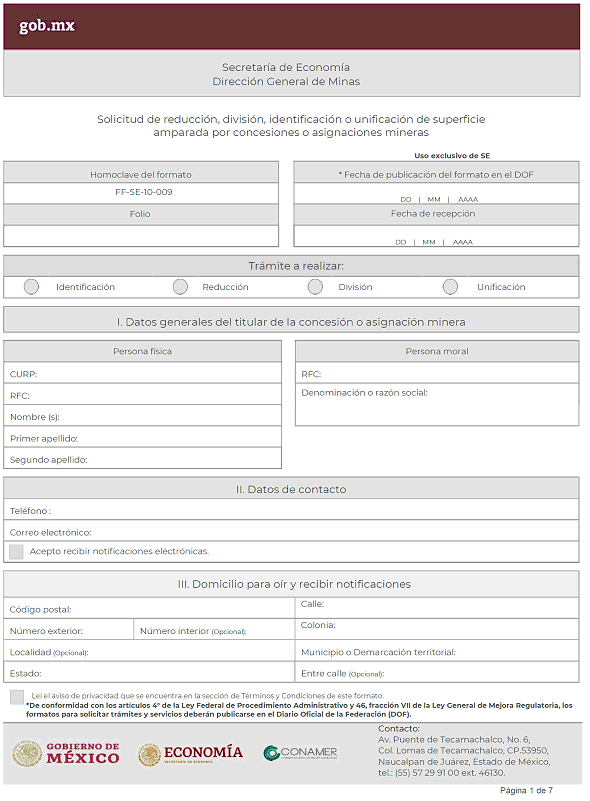 gob.mx
Secretaría de Economía
Dirección General de Minas
Solicitud de reducción, división, identificación o unificación de superficie
amparada por concesiones o asignaciones mineras
Uso exclusivo de SE
Homoclave del formato
* Fecha de publicación del formato en el DOF
FF-SE-10-009
DD | MM | AAAA
Folio
Fecha de recepción
DD | MM | AAAA
Trámite a realizar:
Identificación Reducción División Unificación
I. Datos generales del titular de la concesión o asignación minera
Persona física
Persona moral
CURP:
RFC:
RFC:
Denominación o razón social:
Nombre (s):
Primer apellido:
Segundo apellido:
II. Datos de contacto
Teléfono :
Correo electrónico:
Acepto recibir notificaciones electrónicas.
III. Domicilio para oír y recibir notificaciones
Código postal:
Calle:
Número exterior: Número interior (Opcional):
Colonia:
Localidad (Opcional):
Municipio o Demarcación territorial:
Estado:
Entre calle (Opcional):
Leí el aviso de privacidad que se encuentra en la sección de Términos y Condiciones de este formato.
*De conformidad con los artículos 4° de la Ley Federal de Procedimiento Administrativo y 46, fracción VII de la Ley General de Mejora Regulatoria, los
formatos para solicitar trámites y servicios deberán publicarse en el Diario Oficial de la Federación (DOF).
GOBIERNO DE
MÉXICO
ECONOMÍA
SECRETARÍA DE ECONOMÍA
CONAMER
Contacto:
Av. Puente de Tecamachalco, No. 6,
Col. Lomas de Tecamachalco, CP.53950,
Naucalpan de Juárez, Estado de México,
tel.: (55) 57 29 91 00 ext. 46130.
Página 1 de 7